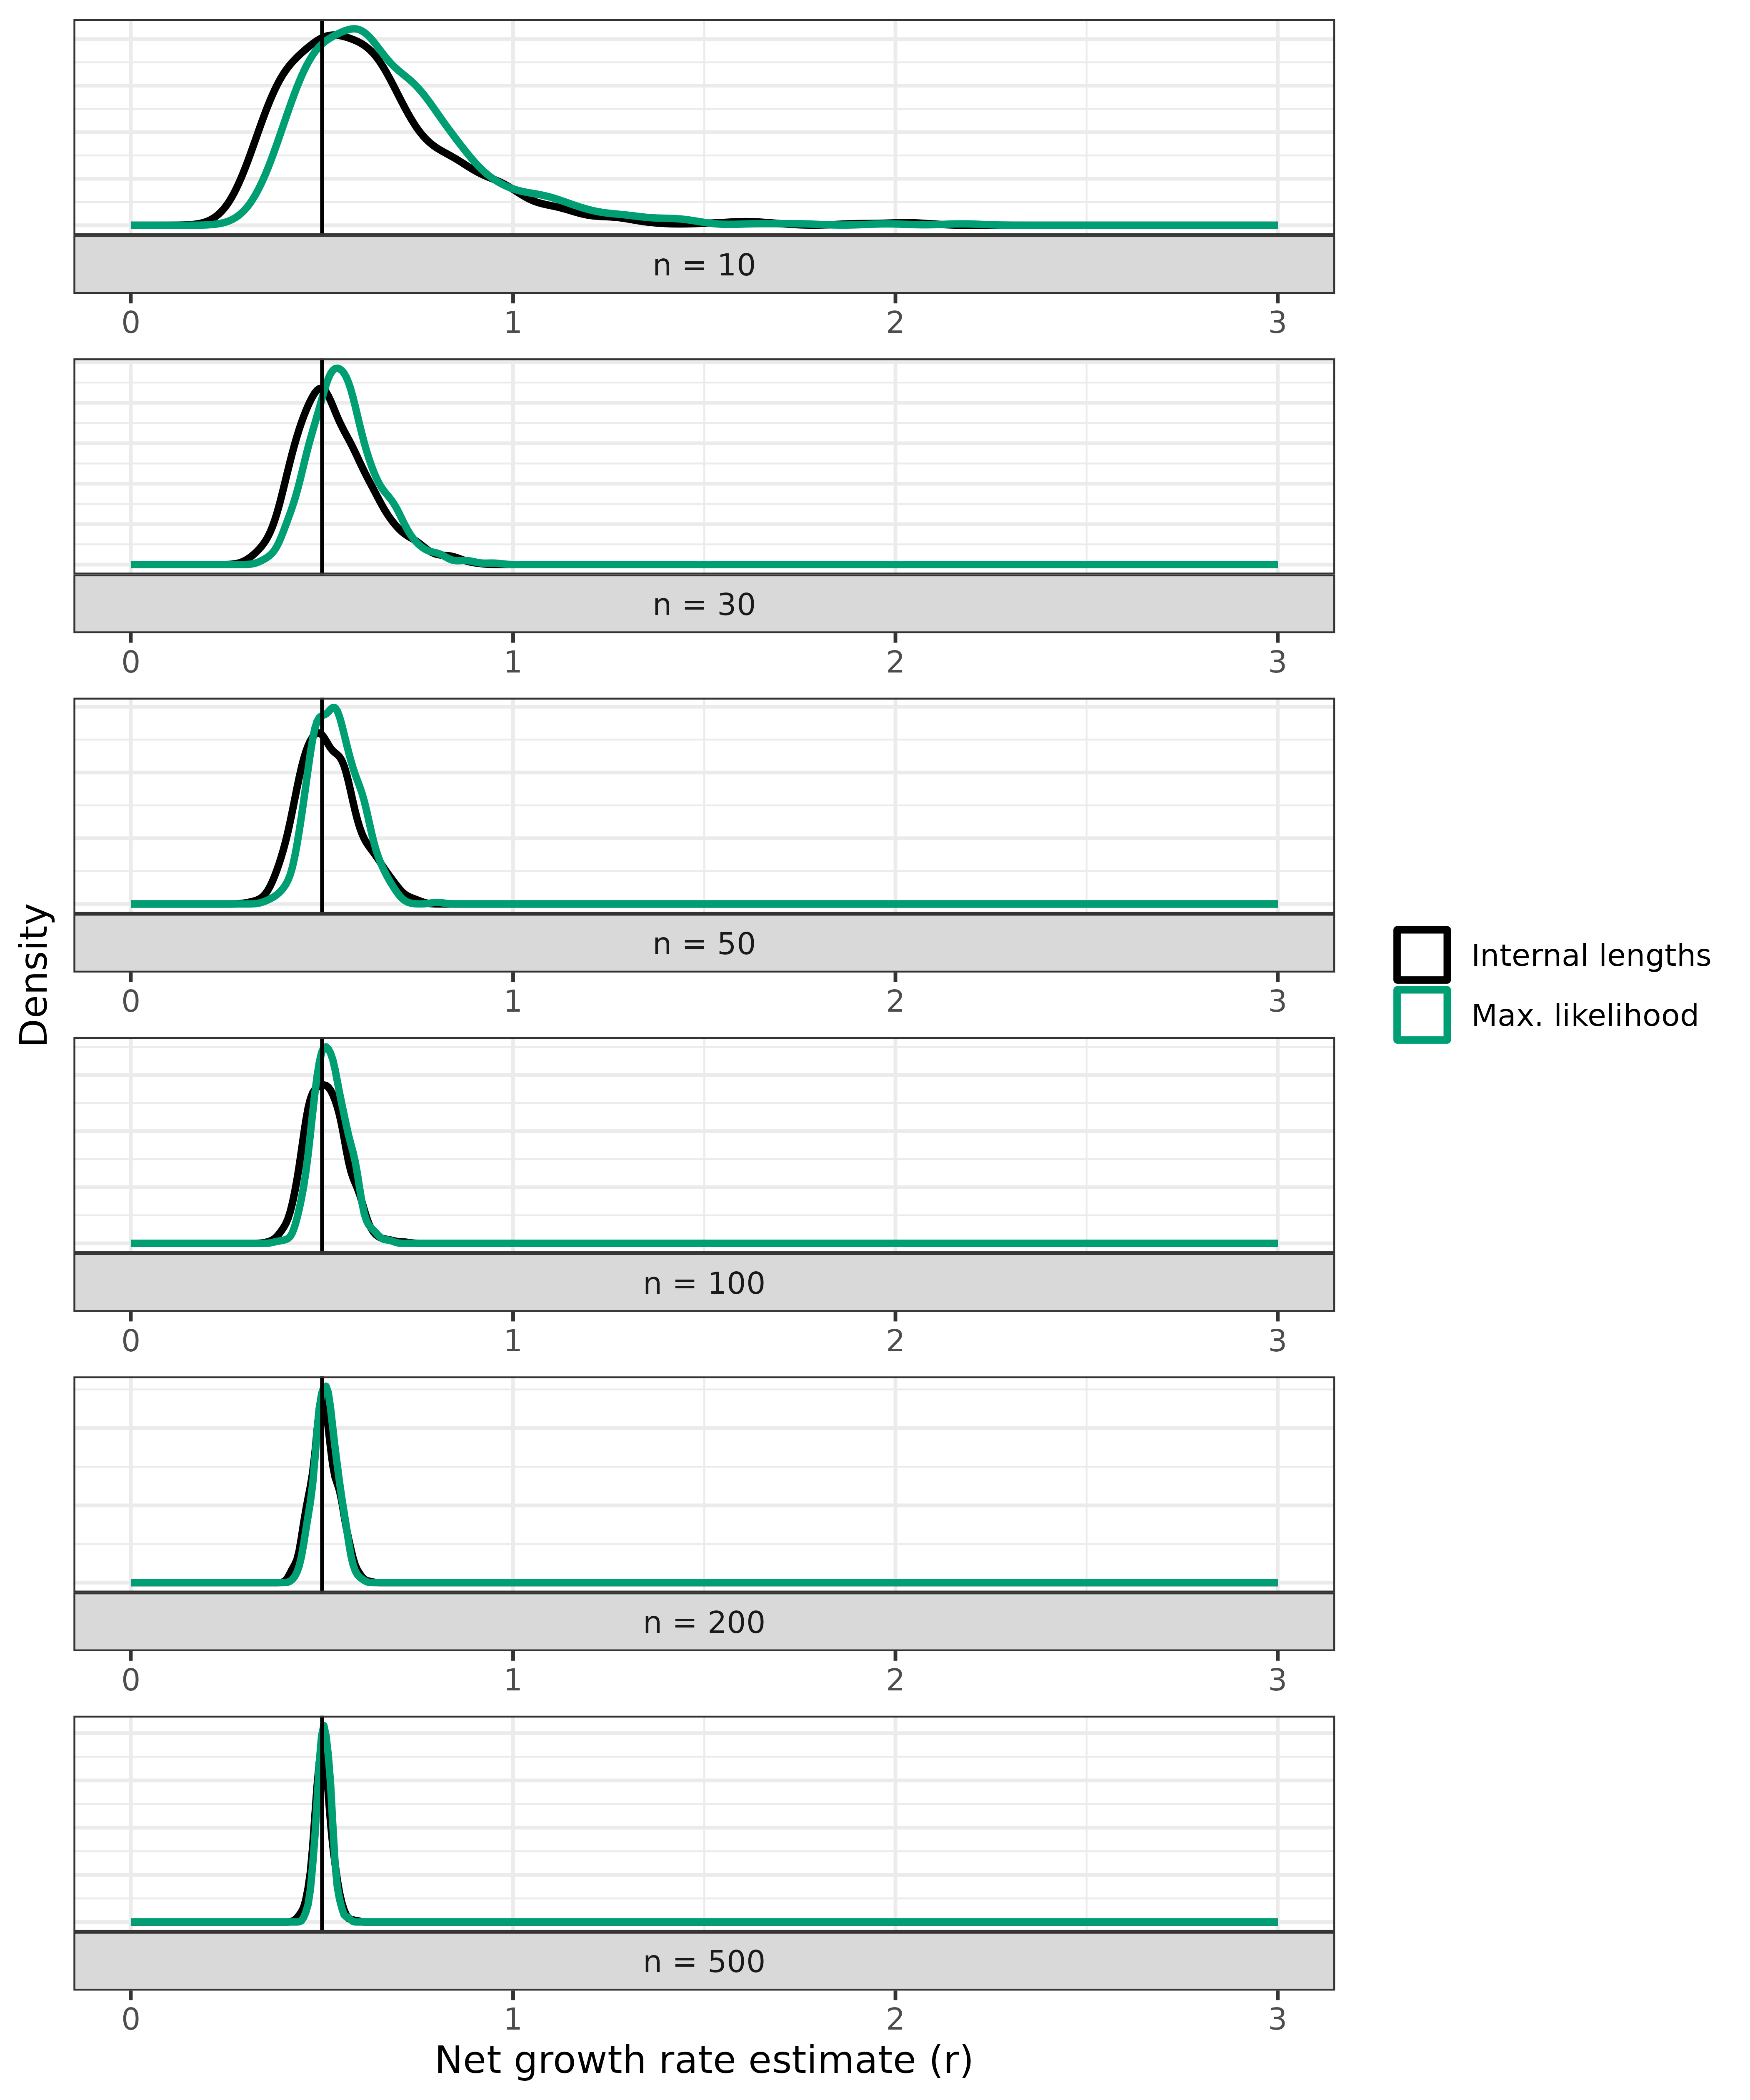 n = 10
0 1 2 3
n = 30
0 1 2 3
n = 50
0 1 2 3
n = 100
0 1 2 3
n = 200
0 1 2 3
n = 500
0 1 2 3
Net growth rate estimate (r)
Density
Internal lengths
Max. likelihood